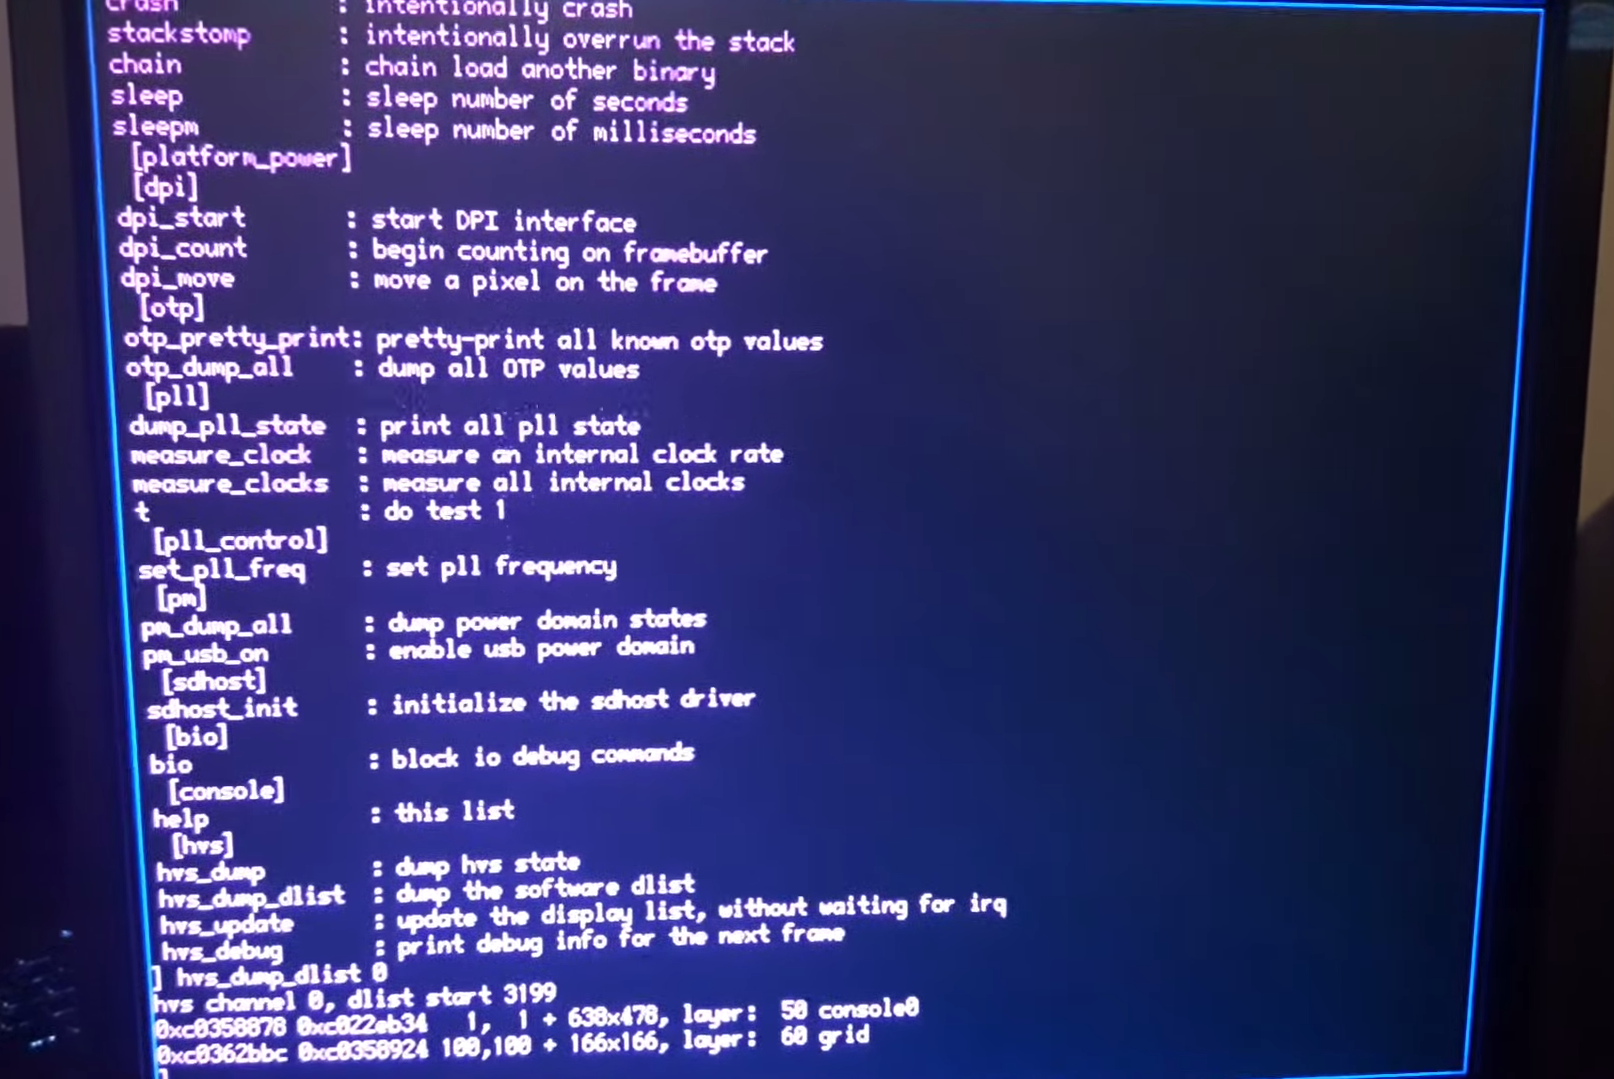 crash : intentionally crash
stackstomp : intentionally overrun the stack
chain : chain load another binary
sleep : sleep number of seconds
sleepm : sleep number of milliseconds
[platform_power]
[dpi]
dpi_start : start DPI interface
dpi_count : begin counting on framebuffer
dpi_move : move a pixel on the frame
[otp]
otp_pretty_print: pretty-print all known otp values
otp_dump_all : dump all OTP values
[pll]
dump_pll_state : print all pll state
measure_clock : measure an internal clock rate
measure_clocks : measure all internal clocks
t : do test 1
[pll_control]
set_pll_freq : set pll frequency
[pm]
pm_dump_all : dump power domain states
pm_usb_on : enable usb power domain
[sdhost]
sdhost_init : initialize the sdhost driver
[bio]
bio : block io debug commands
[console]
help : this list
[hvs]
hvs_dump : dump hvs state
hvs_dump_dlist : dump the software dlist
hvs_update : update the display list, without waiting for irq
hvs_debug : print debug info for the next frame
] hvs_dump_dlist 0
hvs channel 0, dlist start 3199
0xc0358878 0xc022eb34 1, 1 + 638x478, layer: 50 console0
0xc0362bbc 0xc0358924 100,100 + 166x166, layer: 60 grid
]